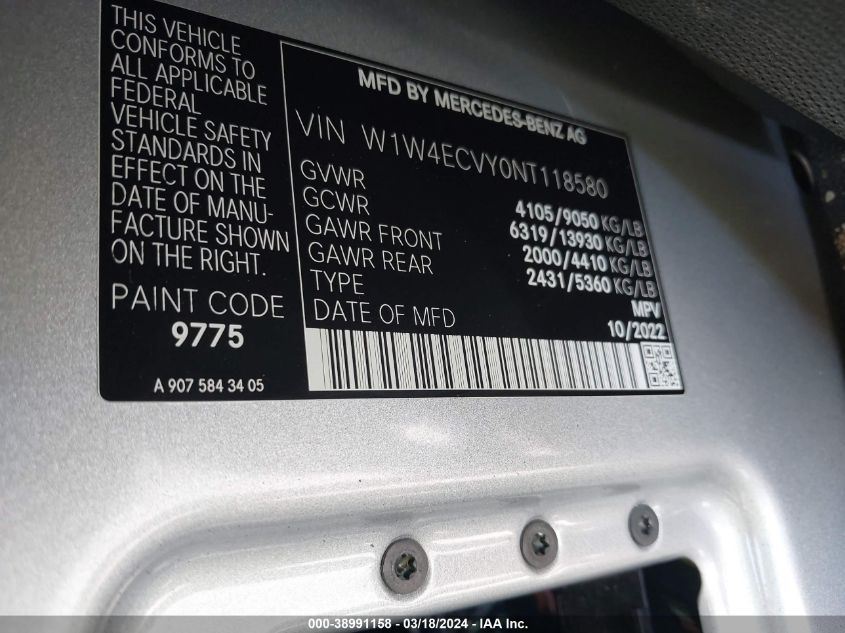 THIS VEHICLE
CONFORMS TO
ALL APPLICABLE
FEDERAL
VEHICLE SAFETY
STANDARDS IN
EFFECT ON THE
DATE OF MANU-
FACTURE SHOWN
ON THE RIGHT.
PAINT CODE
9775
A 907 584 34 05
MFD BY MERCEDES-BENZ AG
VIN W1W4ECVY0NT118580
GVWR 4105/9050 KG/LB
GCWR 6319/13930 KG/LB
GAWR FRONT 2000/4410 KG/LB
GAWR REAR 2431/5360 KG/LB
TYPE MPV
DATE OF MFD 10/2022
000-38991158 - 03/18/2024 - IAA Inc.